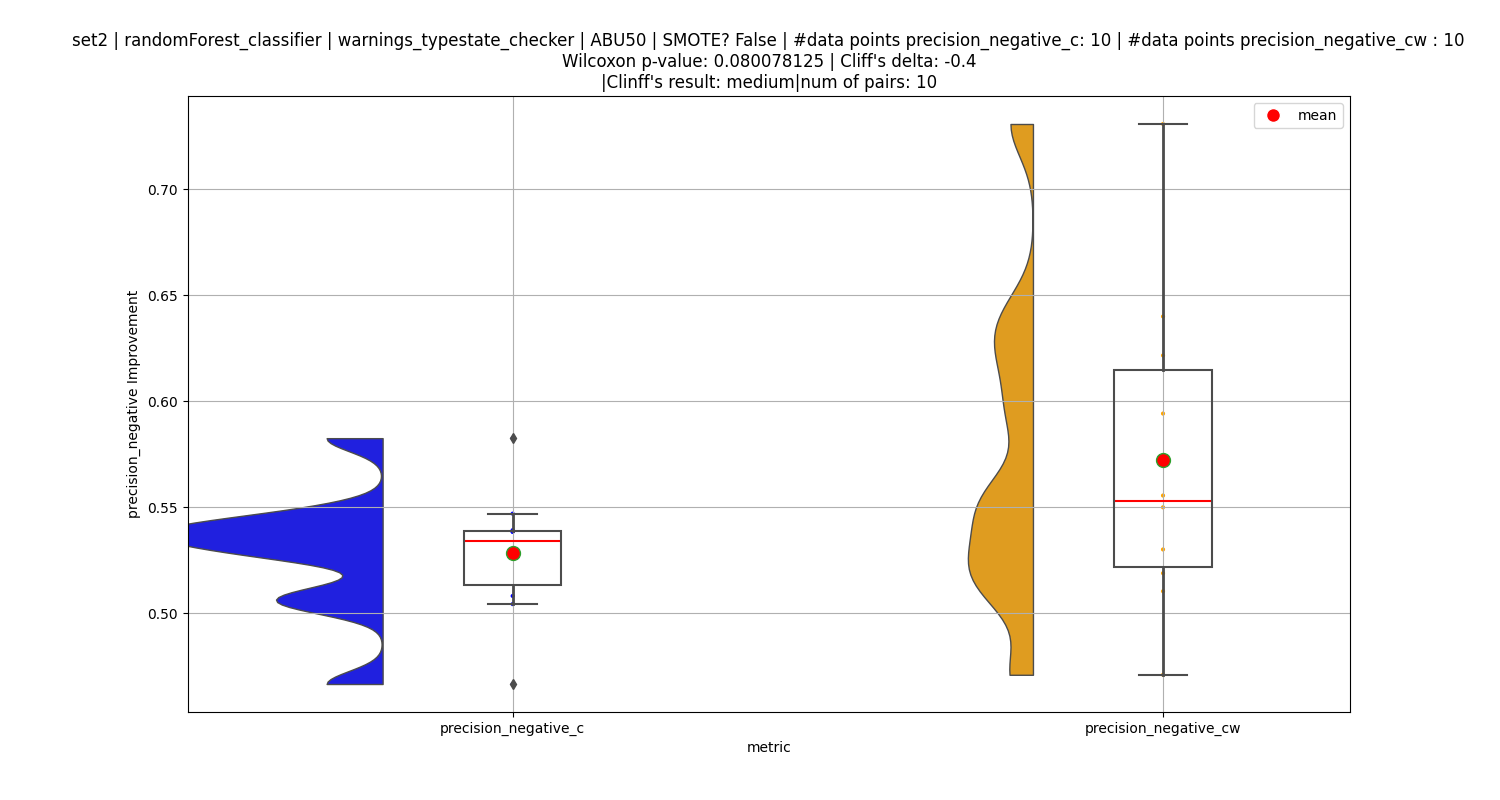 set2 | randomForest_classifier | warnings_typestate_checker | ABU50 | SMOTE? False | #data points precision_negative_c: 10 | #data points precision_negative_cw : 10
Wilcoxon p-value: 0.080078125 | Cliff's delta: -0.4
|Clinff's result: medium|num of pairs: 10
mean
precision_negative Improvement
0.70
0.65
0.60
0.55
0.50
precision_negative_c
precision_negative_cw
metric